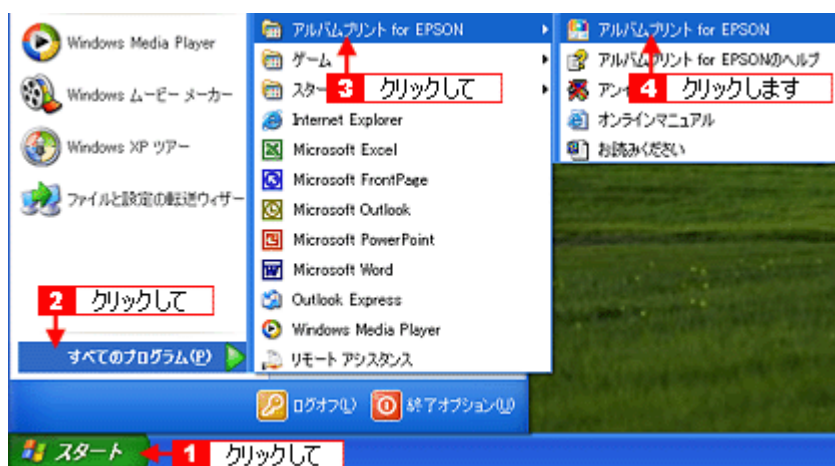 Windows Media Player
Windows ムービー メーカー
Windows XP ツアー
ファイルと設定の転送ウィザー
2 クリックして
すべてのプログラム(P)
アルバムプリント for EPSON
ゲーム
スター
3 クリックして
Internet Explorer
Microsoft Excel
Microsoft FrontPage
Microsoft Outlook
Microsoft PowerPoint
Microsoft Word
Outlook Express
Windows Media Player
リモート アシスタンス
アルバムプリント for EPSON
アルバムプリント for EPSONのヘルプ
アンイ
4 クリックします
オンラインマニュアル
お読みください
ログオフ(L)
終了オプション(U)
スタート
1 クリックして